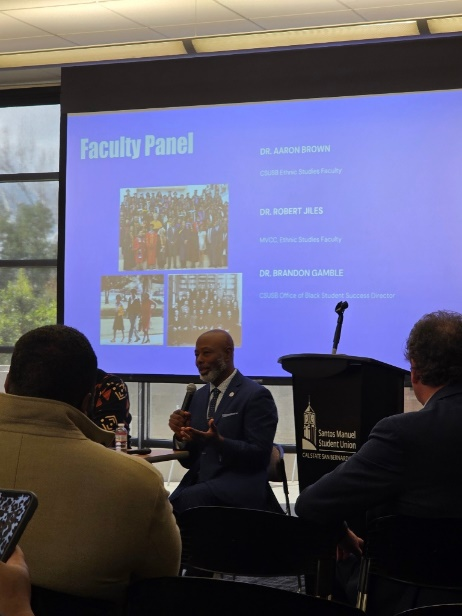 Faculty Panel
DR. AARON BROWN
CSUSB Ethnic Studies Faculty
DR. ROBERT JILES
MVCC, Ethnic Studies Faculty
DR. BRANDON GAMBLE
CSUSB Office of Black Student Success Director
Santos Manuel
Student Union
CAL STATE SAN BERNARDINO